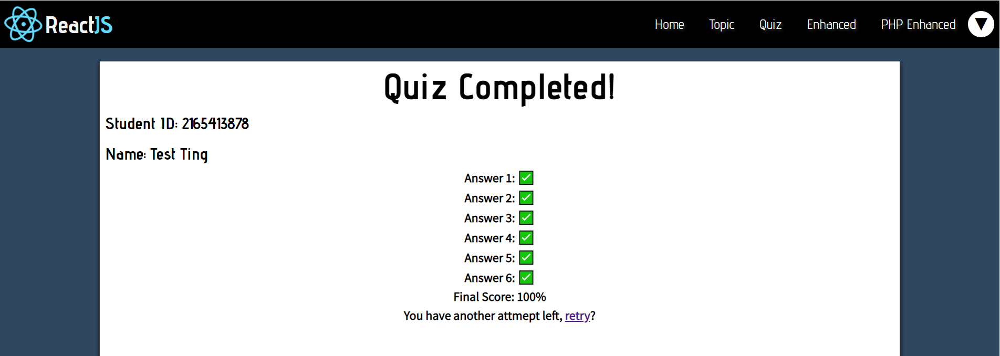 ReactJS
Home Topic Quiz Enhanced PHP Enhanced
Quiz Completed!
Student ID: 2165413878
Name: Test Ting
Answer 1:
Answer 2:
Answer 3:
Answer 4:
Answer 5:
Answer 6:
Final Score: 100%
You have another attmept left, retry?